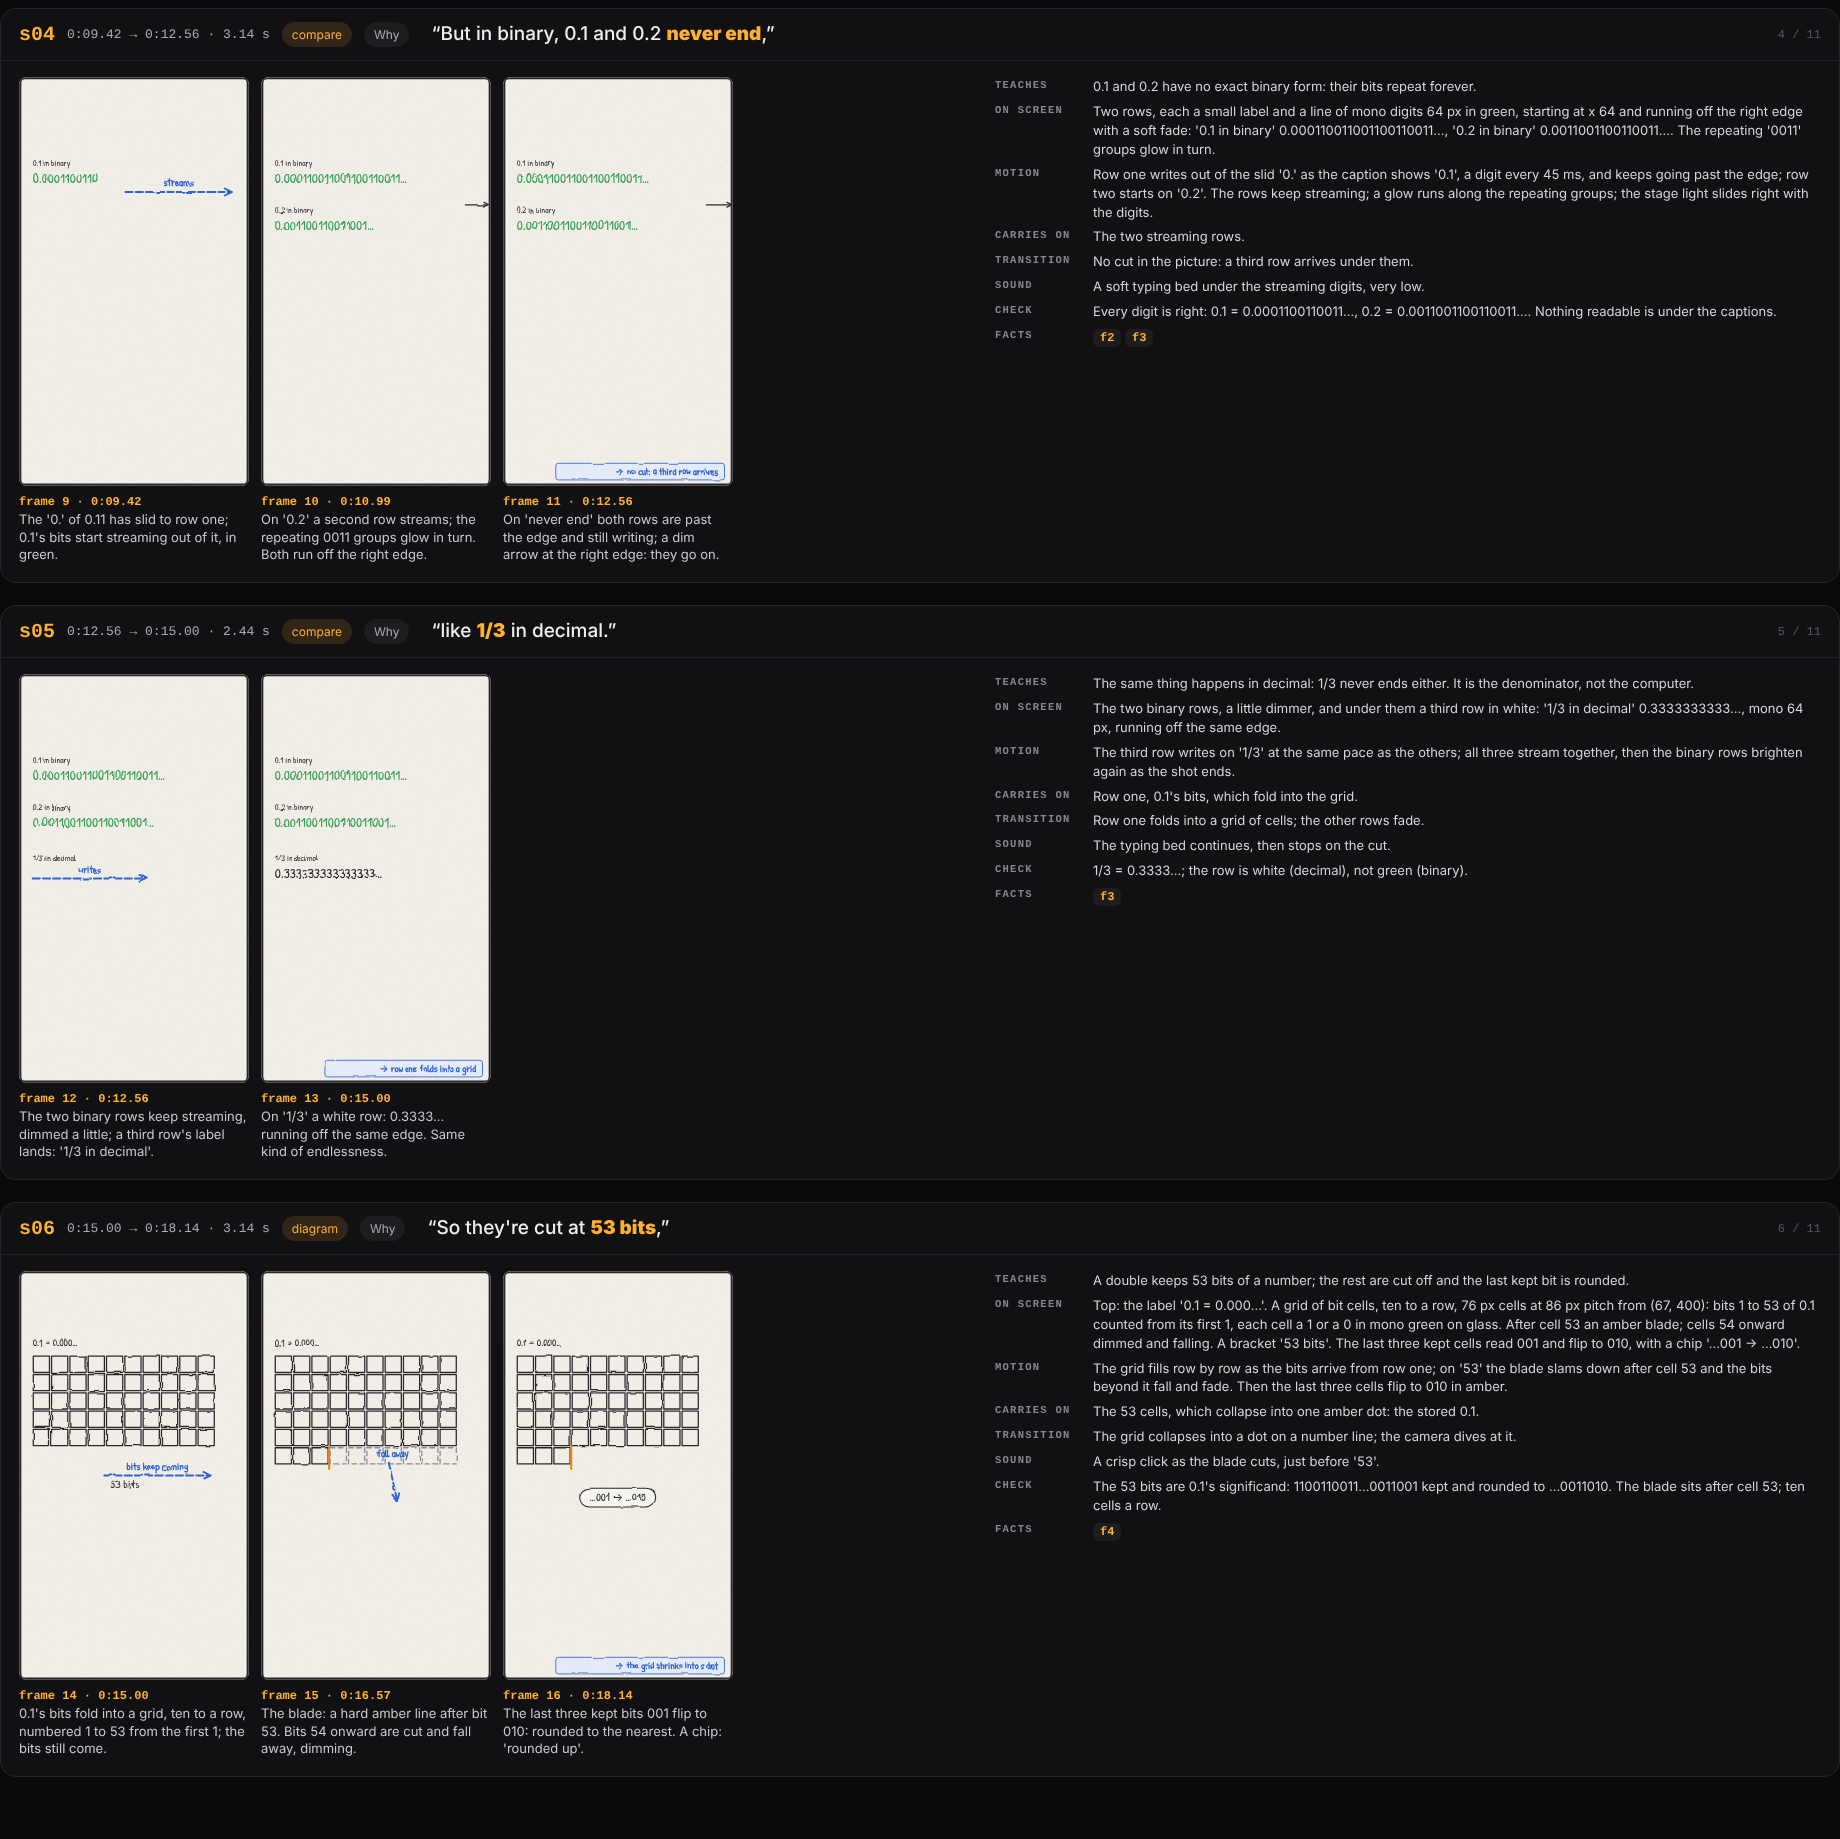 s04 0:09.42 → 0:12.56 · 3.14 s compare Why “But in binary, 0.1 and 0.2 never end,” 4 / 11
0.1 in binary
0.000110110
streams
0.1 in binary
0.2 in binary
0.1 in binary
0.2 in binary
→ no cut: a third row arrives
frame 9 · 0:09.42
The '0.' of 0.11 has slid to row one;
0.1's bits start streaming out of it, in
green.
frame 10 · 0:10.99
On '0.2' a second row streams; the
repeating 0011 groups glow in turn.
Both run off the right edge.
frame 11 · 0:12.56
On 'never end' both rows are past
the edge and still writing; a dim
arrow at the right edge: they go on.
TEACHES 0.1 and 0.2 have no exact binary form: their bits repeat forever.
ON SCREEN Two rows, each a small label and a line of mono digits 64 px in green, starting at x 64 and running off the right edge
with a soft fade: '0.1 in binary' 0.000110011001100110011..., '0.2 in binary' 0.0011001100110011.... The repeating '0011'
groups glow in turn.
MOTION Row one writes out of the slid '0.' as the caption shows '0.1', a digit every 45 ms, and keeps going past the edge; row
two starts on '0.2'. The rows keep streaming; a glow runs along the repeating groups; the stage light slides right with
the digits.
CARRIES ON The two streaming rows.
TRANSITION No cut in the picture: a third row arrives under them.
SOUND A soft typing bed under the streaming digits, very low.
CHECK Every digit is right: 0.1 = 0.0001100110011..., 0.2 = 0.0011001100110011.... Nothing readable is under the captions.
FACTS f2 f3
s05 0:12.56 → 0:15.00 · 2.44 s compare Why “like 1/3 in decimal.” 5 / 11
0.1 in binary
0.2 in binary
1/3 in decimal
writes
0.1 in binary
0.2 in binary
1/3 in decimal
→ row one folds into a grid
frame 12 · 0:12.56
The two binary rows keep streaming,
dimmed a little; a third row's label
lands: '1/3 in decimal'.
frame 13 · 0:15.00
On '1/3' a white row: 0.3333...
running off the same edge. Same
kind of endlessness.
TEACHES The same thing happens in decimal: 1/3 never ends either. It is the denominator, not the computer.
ON SCREEN The two binary rows, a little dimmer, and under them a third row in white: '1/3 in decimal' 0.3333333333..., mono 64
px, running off the same edge.
MOTION The third row writes on '1/3' at the same pace as the others; all three stream together, then the binary rows brighten
again as the shot ends.
CARRIES ON Row one, 0.1's bits, which fold into the grid.
TRANSITION Row one folds into a grid of cells; the other rows fade.
SOUND The typing bed continues, then stops on the cut.
CHECK 1/3 = 0.3333...; the row is white (decimal), not green (binary).
FACTS f3
s06 0:15.00 → 0:18.14 · 3.14 s diagram Why “So they're cut at 53 bits,” 6 / 11
0.1 = 0.000...
bits keep coming
53 bits
0.1 = 0.000...
fall away
0.1 = 0.000...
...001 → ...010
→ the grid shrinks into a dot
frame 14 · 0:15.00
0.1's bits fold into a grid, ten to a row,
numbered 1 to 53 from the first 1; the
bits still come.
frame 15 · 0:16.57
The blade: a hard amber line after bit
53. Bits 54 onward are cut and fall
away, dimming.
frame 16 · 0:18.14
The last three kept bits 001 flip to
010: rounded to the nearest. A chip:
'rounded up'.
TEACHES A double keeps 53 bits of a number; the rest are cut off and the last kept bit is rounded.
ON SCREEN Top: the label '0.1 = 0.000...'. A grid of bit cells, ten to a row, 76 px cells at 86 px pitch from (67, 400): bits 1 to 53 of 0.1
counted from its first 1, each cell a 1 or a 0 in mono green on glass. After cell 53 an amber blade; cells 54 onward
dimmed and falling. A bracket '53 bits'. The last three kept cells read 001 and flip to 010, with a chip '...001 → ...010'.
MOTION The grid fills row by row as the bits arrive from row one; on '53' the blade slams down after cell 53 and the bits
beyond it fall and fade. Then the last three cells flip to 010 in amber.
CARRIES ON The 53 cells, which collapse into one amber dot: the stored 0.1.
TRANSITION The grid collapses into a dot on a number line; the camera dives at it.
SOUND A crisp click as the blade cuts, just before '53'.
CHECK The 53 bits are 0.1's significand: 1100110011...0011001 kept and rounded to ...0011010. The blade sits after cell 53; ten
cells a row.
FACTS f4